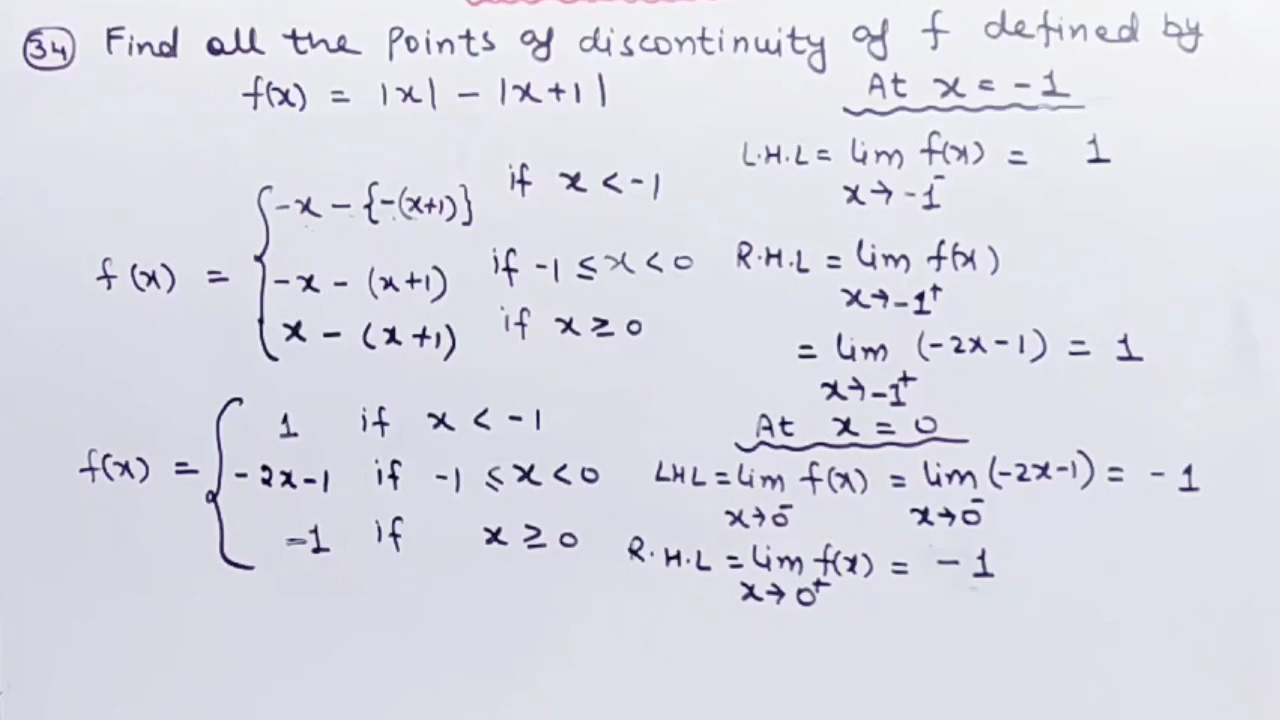 34 Find all the Points of discontinuity of f defined by
f(x) = |x| - |x+1|
f(x) = { -x - {-(x+1)} if x < -1
-x - (x+1) if -1 ≤ x < 0
x - (x+1) if x ≥ 0
f(x) = { 1 if x < -1
-2x-1 if -1 ≤ x < 0
-1 if x ≥ 0
At x = -1
L.H.L = lim f(x) = 1
x→-1⁻
R.H.L = lim f(x)
x→-1⁺
= lim (-2x-1) = 1
x→-1⁺
At x = 0
LHL = lim f(x) = lim (-2x-1) = -1
x→0⁻ x→0⁻
R.H.L = lim f(x) = -1
x→0⁺